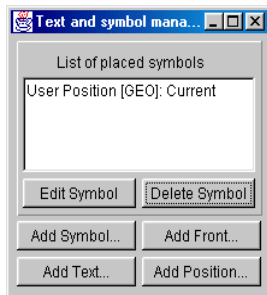 Text and symbol mana...
List of placed symbols
User Position [GEO]: Current
Edit Symbol
Delete Symbol
Add Symbol...
Add Front...
Add Text...
Add Position...